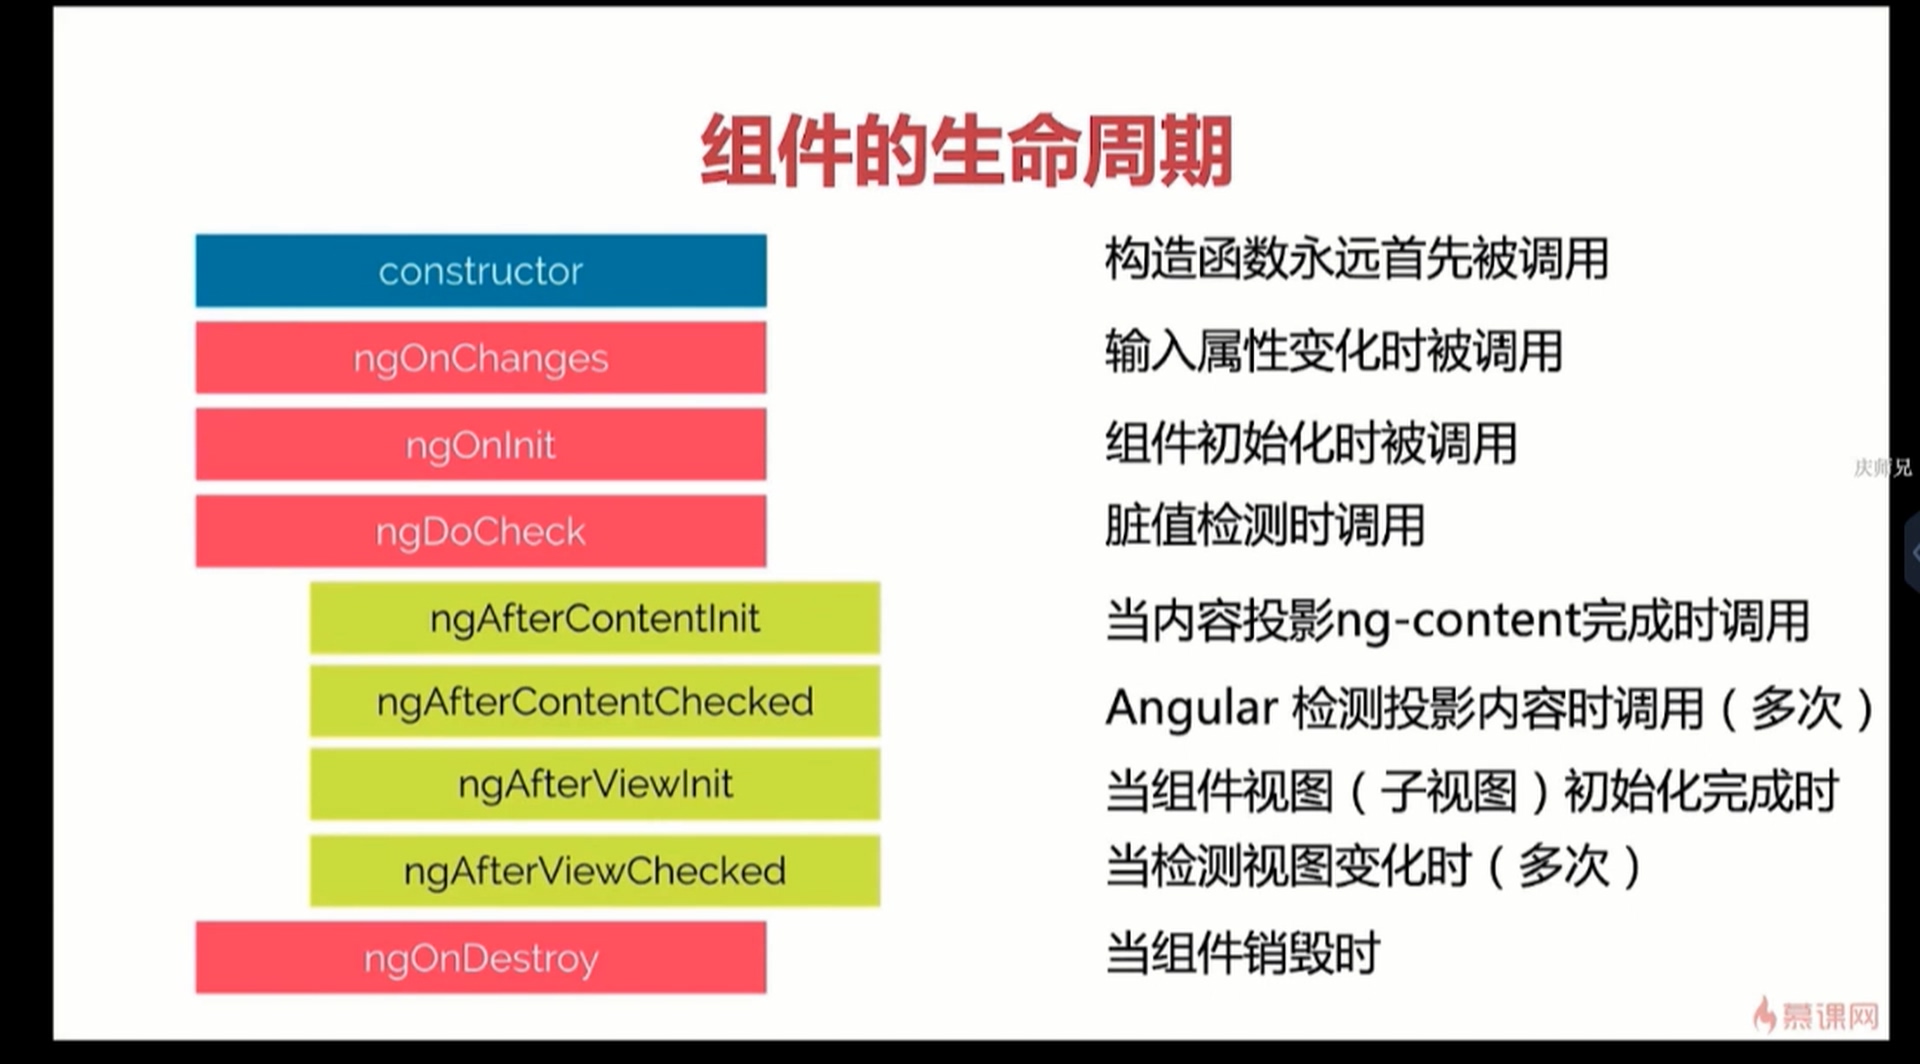 组件的生命周期
constructor
构造函数永远首先被调用
ngOnChanges
输入属性变化时被调用
ngOnInit
组件初始化时被调用
ngDoCheck
脏值检测时调用
ngAfterContentInit
当内容投影ng-content完成时调用
ngAfterContentChecked
Angular 检测投影内容时调用（多次）
ngAfterViewInit
当组件视图（子视图）初始化完成时
ngAfterViewChecked
当检测视图变化时（多次）
ngOnDestroy
当组件销毁时
庆师兄
慕课网